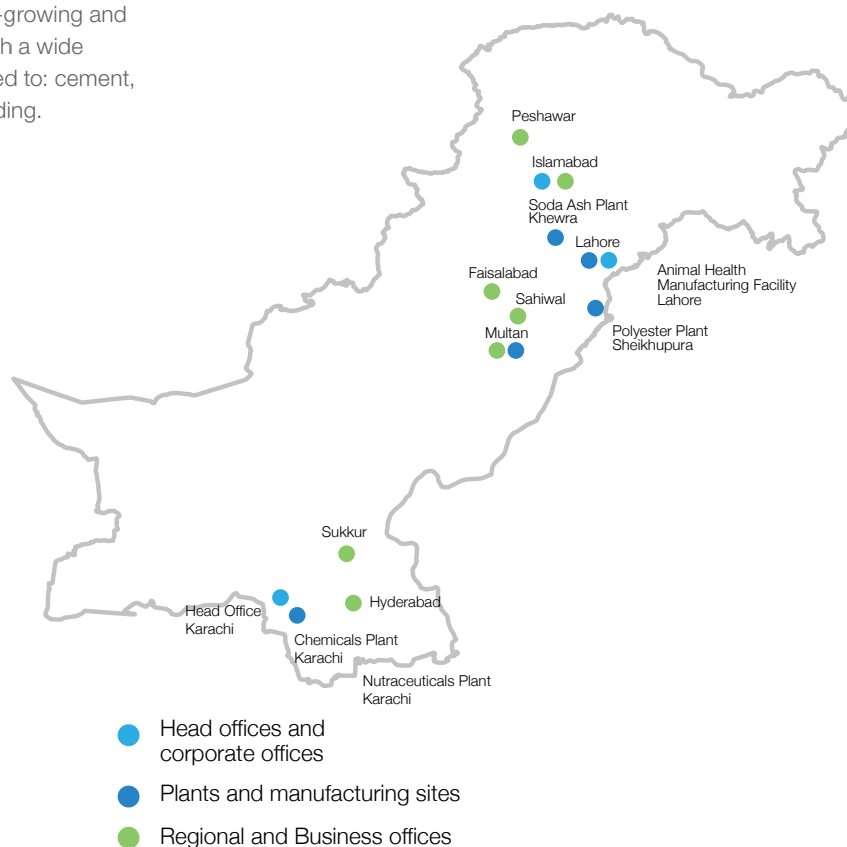 -growing and
h a wide
ed to: cement,
ding.
Peshawar
Islamabad
Soda Ash Plant
Khewra
Lahore
Animal Health
Manufacturing Facility
Lahore
Faisalabad
Sahiwal
Polyester Plant
Sheikhupura
Multan
Sukkur
Hyderabad
Head Office
Karachi
Chemicals Plant
Karachi
Nutraceuticals Plant
Karachi
Head offices and
corporate offices
Plants and manufacturing sites
Regional and Business offices